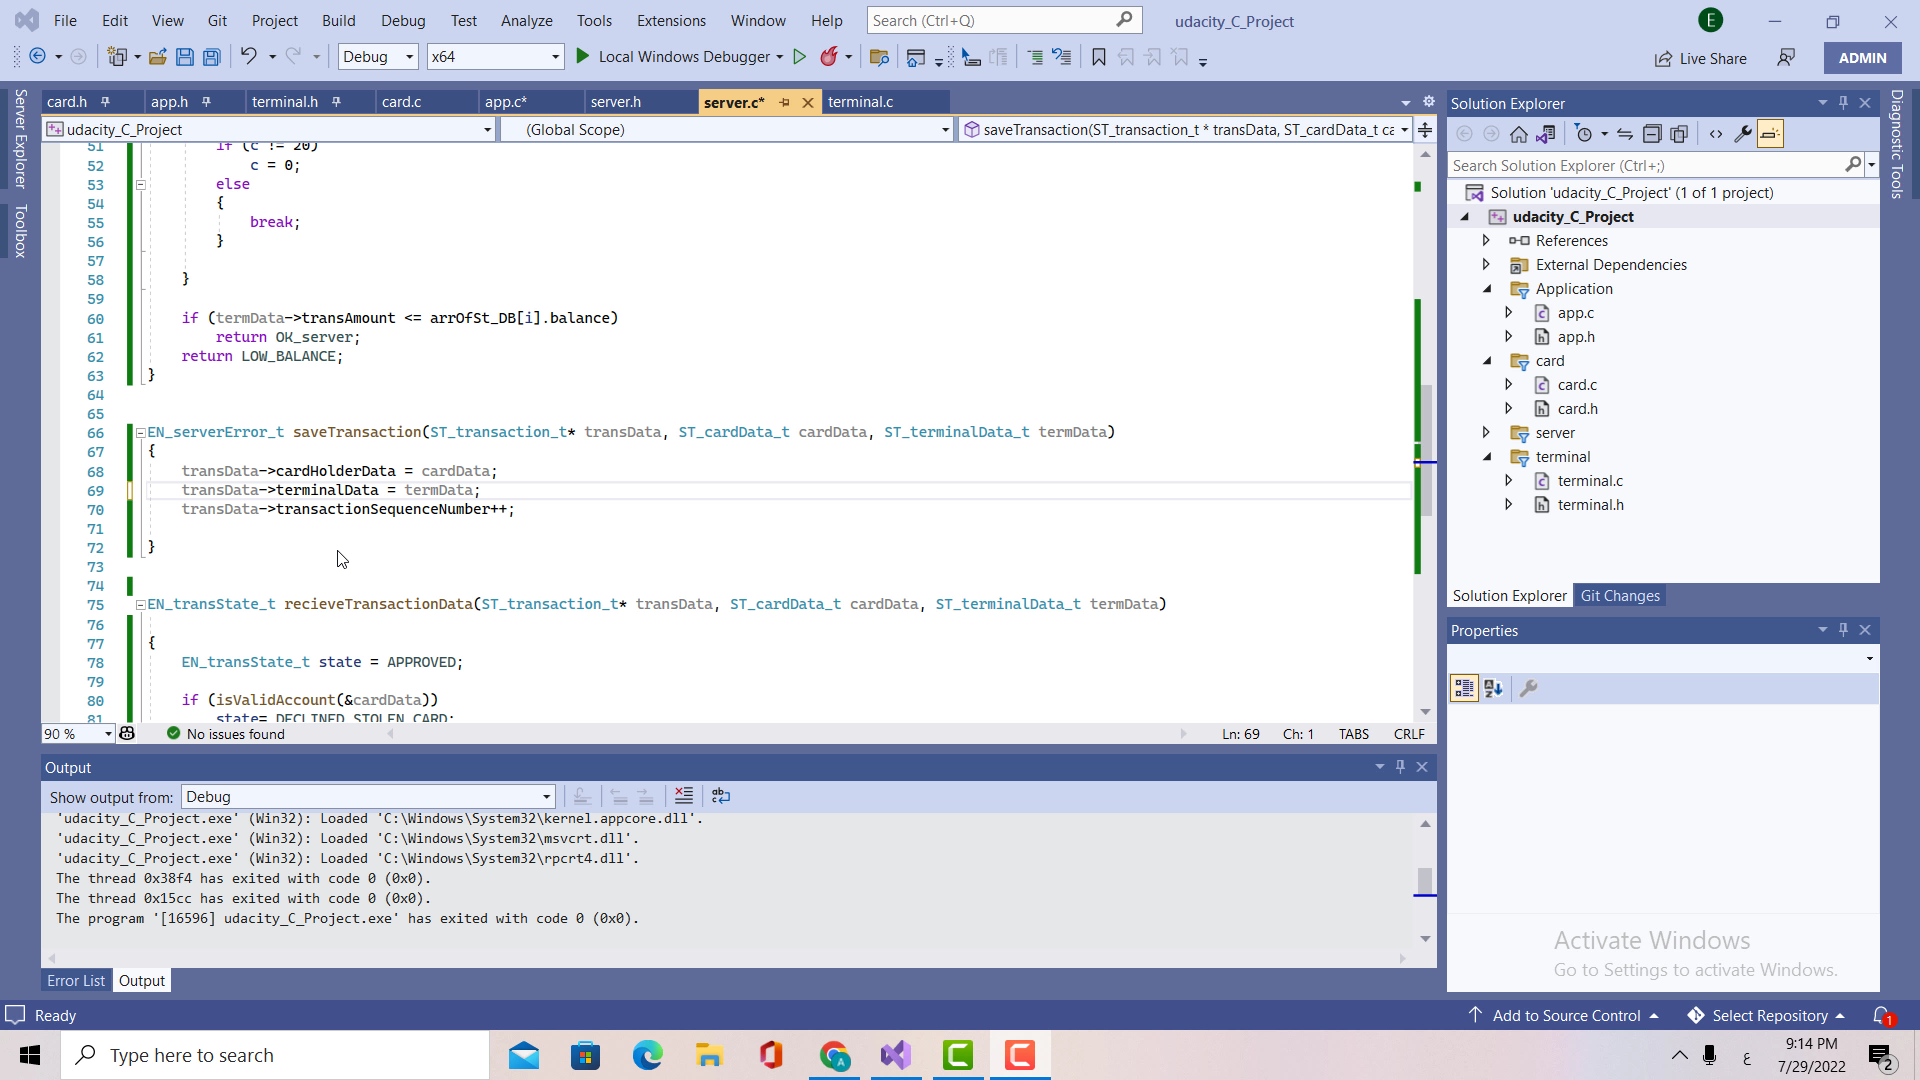 File Edit View Git Project Build Debug Test Analyze Tools Extensions Window Help Search (Ctrl+Q) udacity_C_Project E
Debug x64 Local Windows Debugger Live Share ADMIN
Server Explorer
Toolbox
card.h app.h terminal.h card.c app.c* server.h server.c* terminal.c
udacity_C_Project (Global Scope) saveTransaction(ST_transaction_t * transData, ST_cardData_t ca
51 if (c != 20)
52 c = 0;
53 else
54 {
55 break;
56 }
57
58 }
59
60 if (termData->transAmount <= arrOfSt_DB[i].balance)
61 return OK_server;
62 return LOW_BALANCE;
63 }
64
65
66 EN_serverError_t saveTransaction(ST_transaction_t* transData, ST_cardData_t cardData, ST_terminalData_t termData)
67 {
68 transData->cardHolderData = cardData;
69 transData->terminalData = termData;
70 transData->transactionSequenceNumber++;
71
72 }
73
74
75 EN_transState_t recieveTransactionData(ST_transaction_t* transData, ST_cardData_t cardData, ST_terminalData_t termData)
76
77 {
78 EN_transState_t state = APPROVED;
79
80 if (isValidAccount(&cardData))
81 state= DECLINED_STOLEN_CARD;
90 % No issues found Ln: 69 Ch: 1 TABS CRLF
Output
Show output from: Debug
'udacity_C_Project.exe' (Win32): Loaded 'C:\Windows\System32\kernel.appcore.dll'.
'udacity_C_Project.exe' (Win32): Loaded 'C:\Windows\System32\msvcrt.dll'.
'udacity_C_Project.exe' (Win32): Loaded 'C:\Windows\System32\rpcrt4.dll'.
The thread 0x38f4 has exited with code 0 (0x0).
The thread 0x15cc has exited with code 0 (0x0).
The program '[16596] udacity_C_Project.exe' has exited with code 0 (0x0).
Error List Output
Solution Explorer
Search Solution Explorer (Ctrl+;)
Solution 'udacity_C_Project' (1 of 1 project)
udacity_C_Project
References
External Dependencies
Application
app.c
app.h
card
card.c
card.h
server
terminal
terminal.c
terminal.h
Solution Explorer Git Changes
Properties
Diagnostic Tools
Activate Windows
Go to Settings to activate Windows.
Ready Add to Source Control Select Repository 1
Type here to search ع 9:14 PM
7/29/2022 2